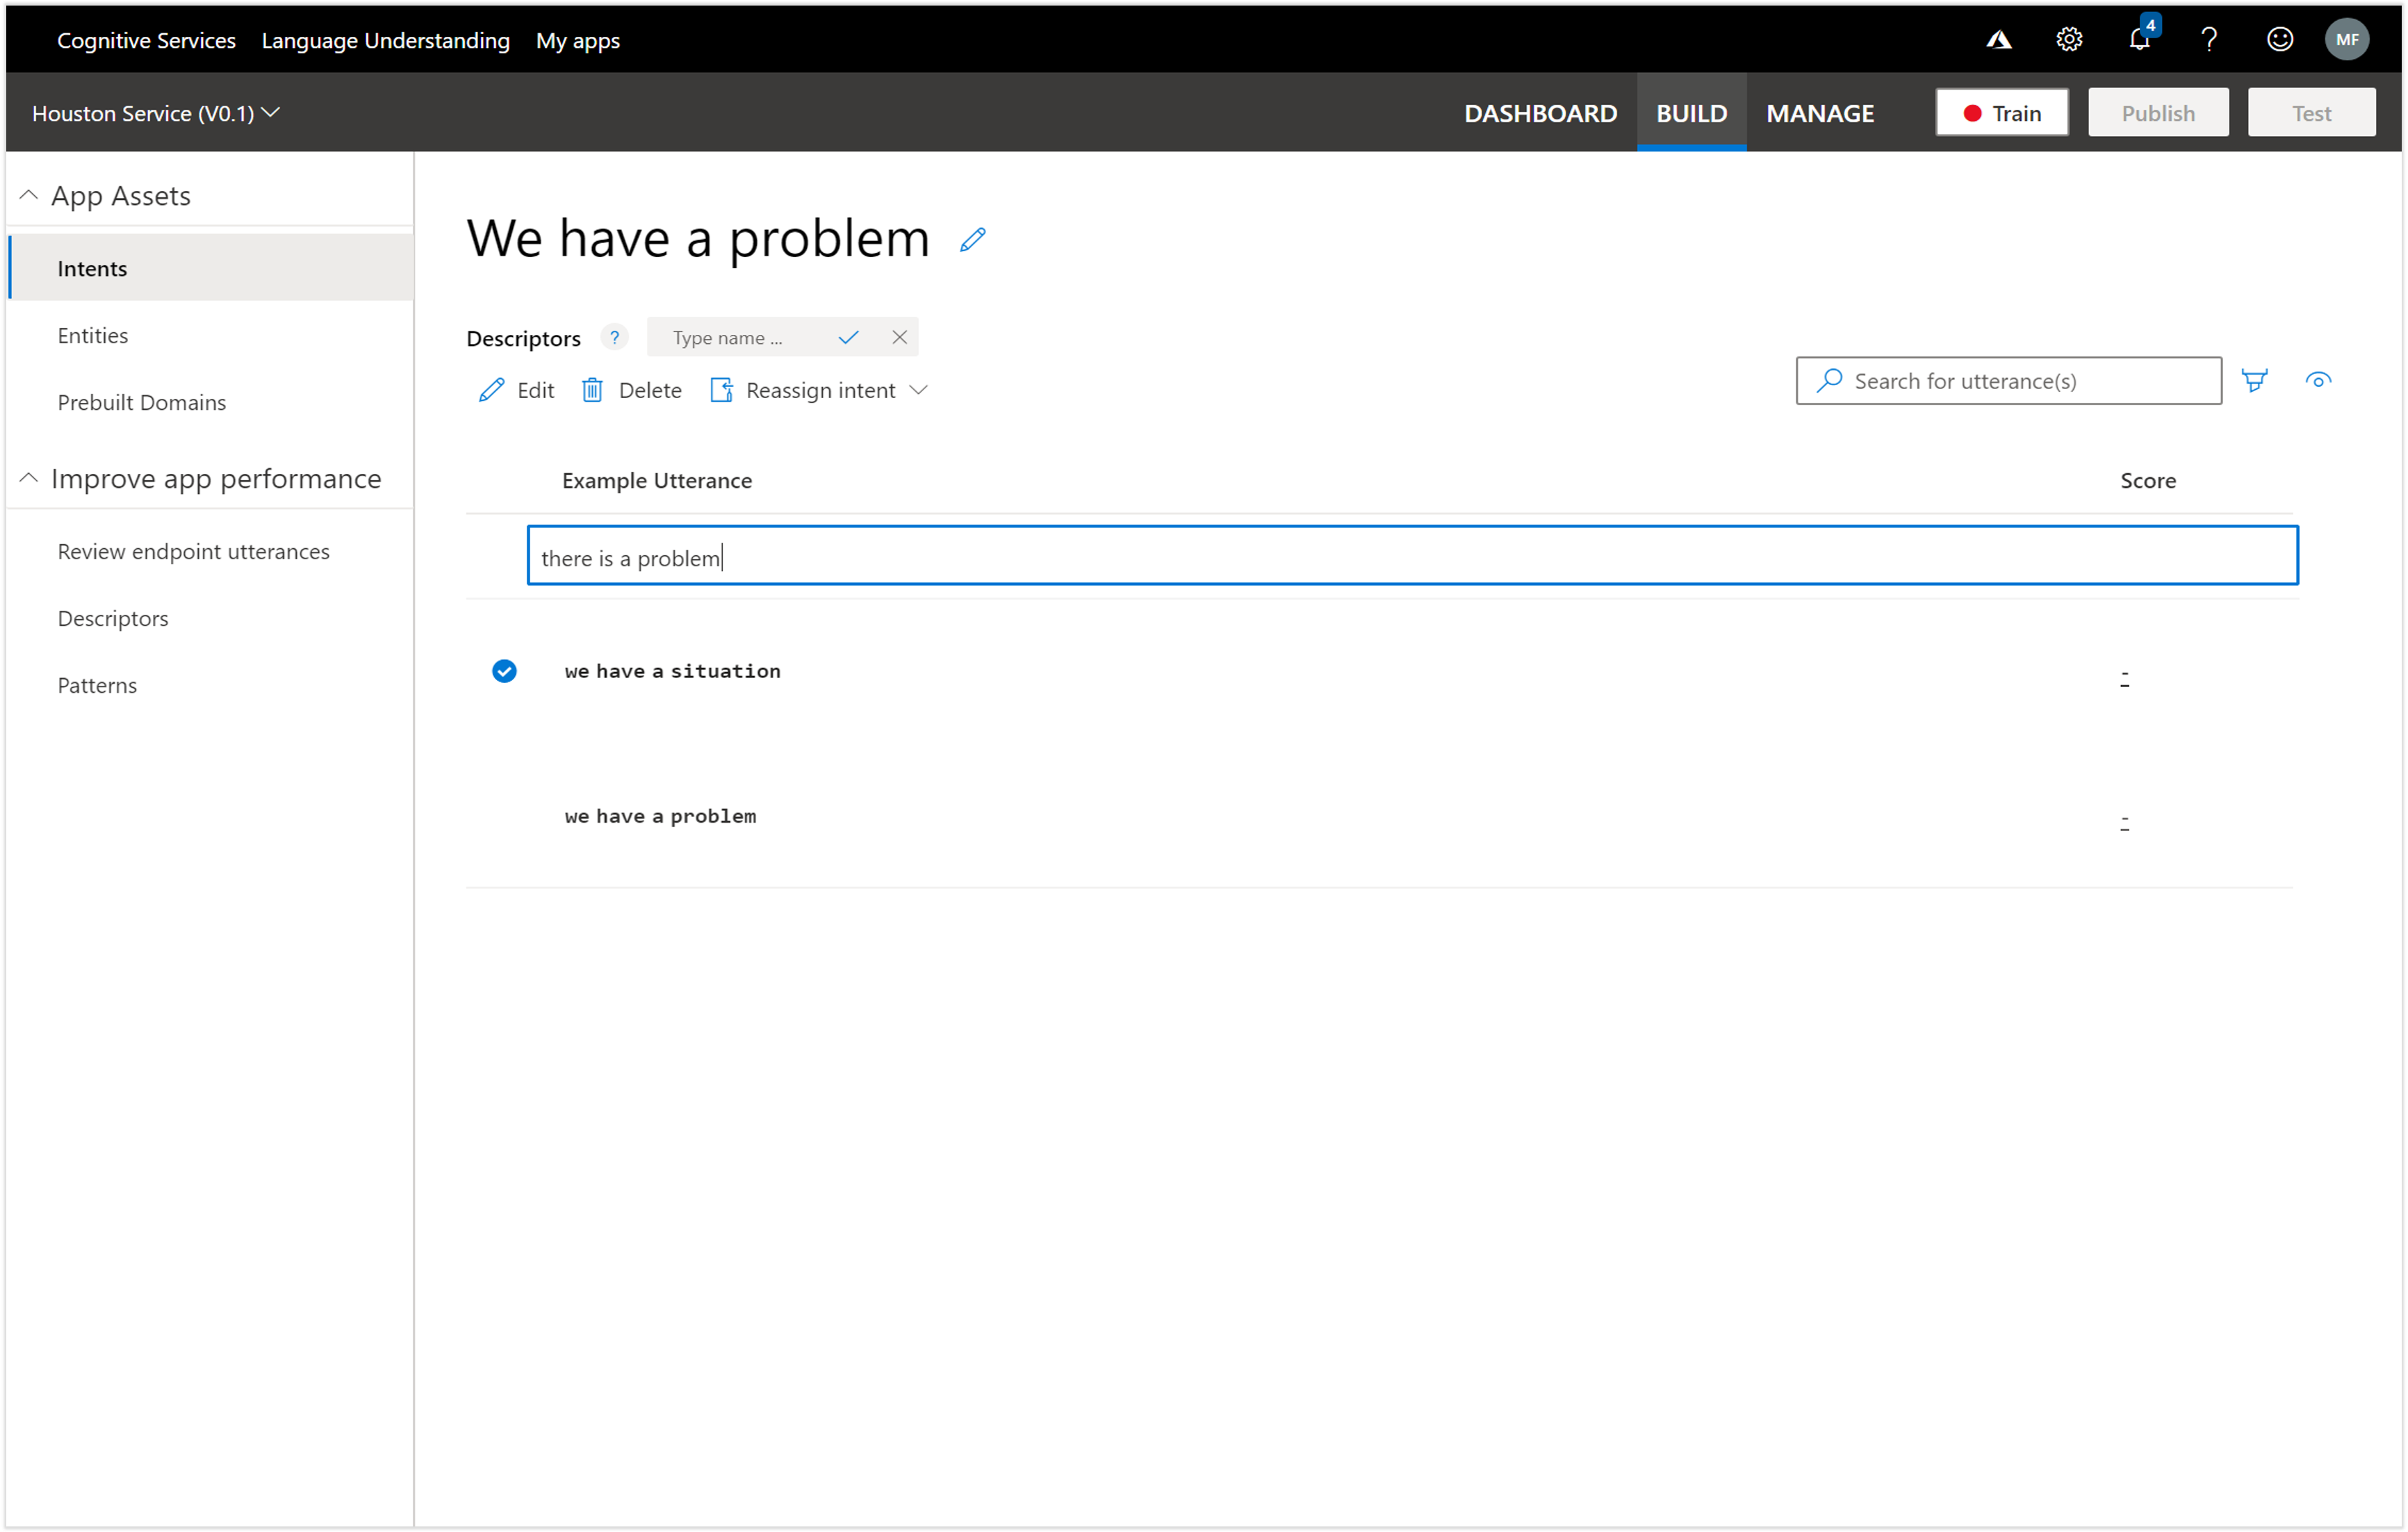 Cognitive Services Language Understanding My apps 4 ? MF
Houston Service (V0.1) DASHBOARD BUILD MANAGE Train Publish Test
App Assets
Intents
Entities
Prebuilt Domains
Improve app performance
Review endpoint utterances
Descriptors
Patterns
We have a problem
Descriptors ? Type name ...
Edit Delete Reassign intent
Search for utterance(s)
Example Utterance Score
there is a problem
we have a situation -
we have a problem -